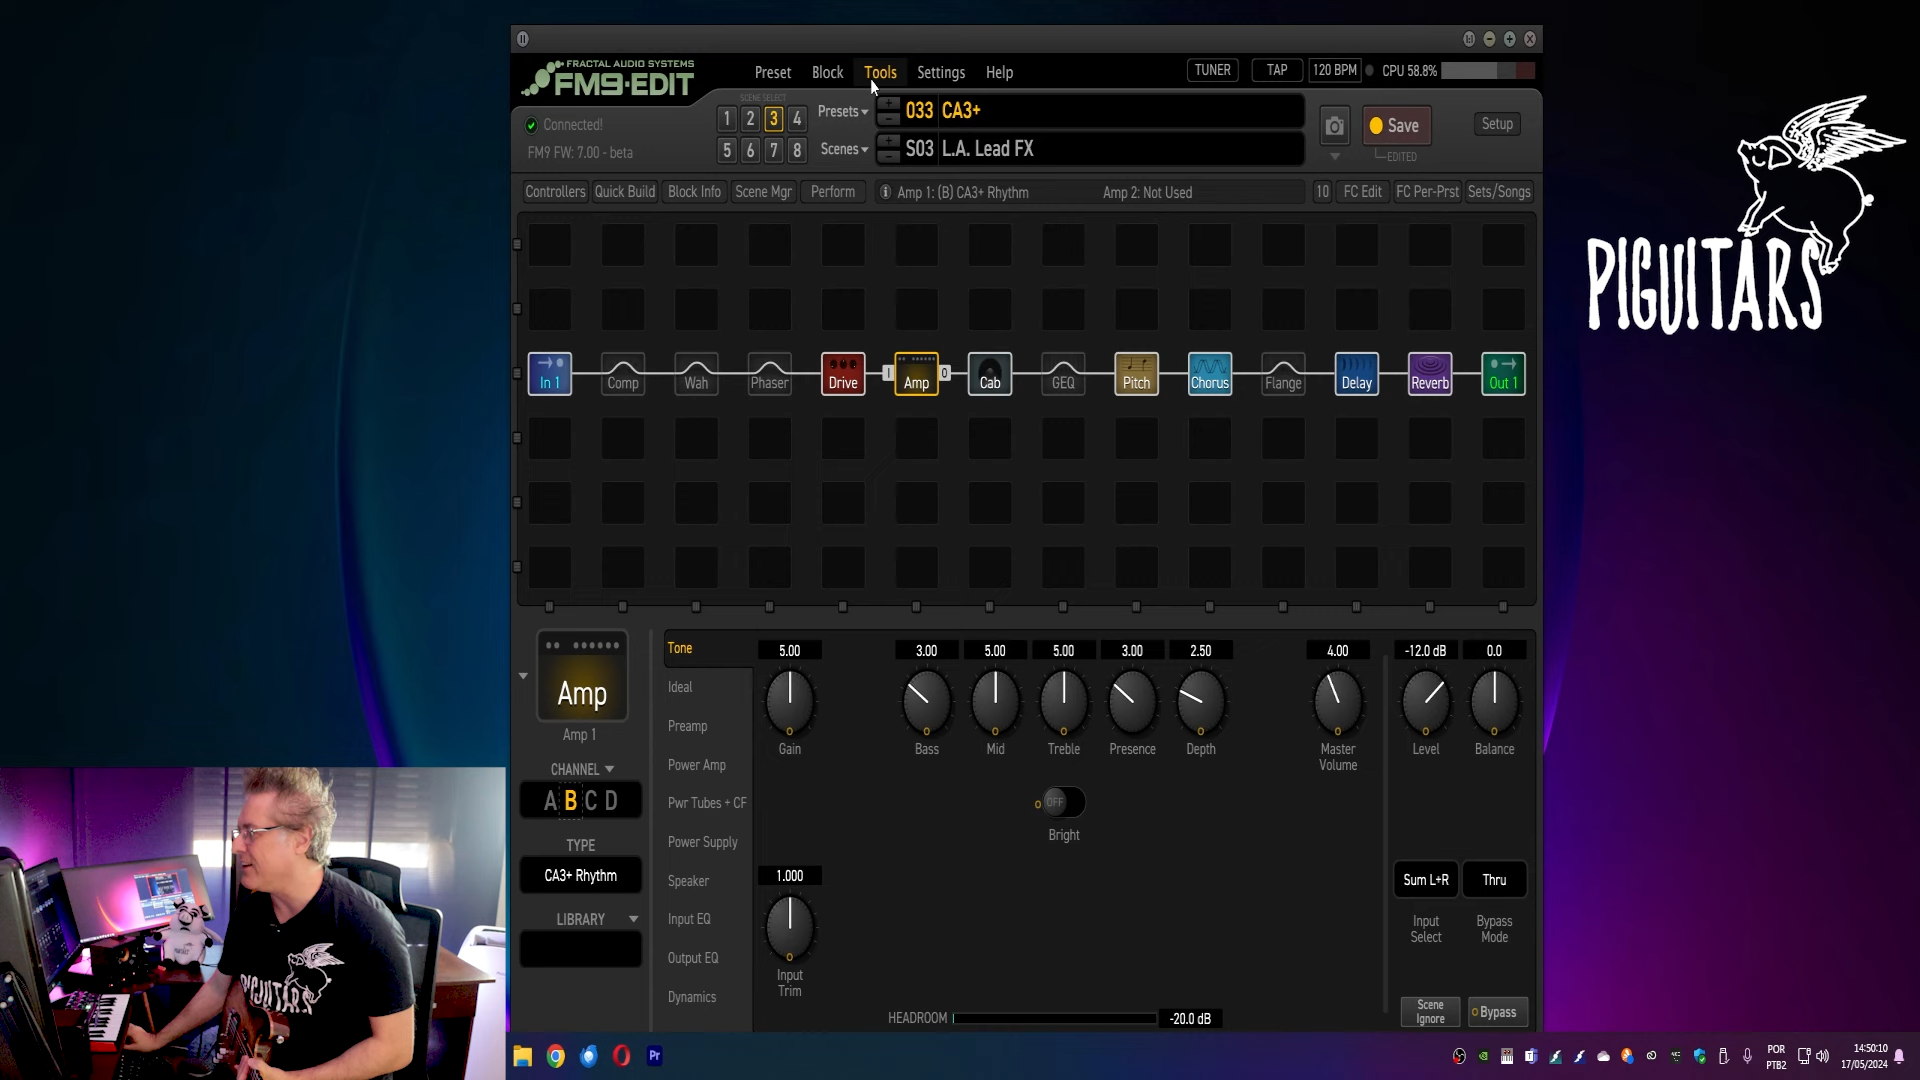 FRACTAL AUDIO SYSTEMS
FM9-EDIT
Preset Block Tools Settings Help
TUNER TAP 120 BPM CPU 58.8%
SCENE SELECT
1 2 3 4
5 6 7 8
Presets 033 CA3+
Scenes S03 L.A. Lead FX
Connected!
FM9 FW: 7.00 - beta
Save
EDITED
Setup
Controllers Quick Build Block Info Scene Mgr Perform Amp 1: (B) CA3+ Rhythm Amp 2: Not Used 10 FC Edit FC Per-Prst Sets/Songs
In 1 Comp Wah Phaser Drive I Amp O Cab GEQ Pitch Chorus Flange Delay Reverb Out 1
PIGUITARS
Amp
Amp 1
CHANNEL
A B C D
TYPE
CA3+ Rhythm
LIBRARY
Tone
Ideal
Preamp
Power Amp
Pwr Tubes + CF
Power Supply
Speaker
Input EQ
Output EQ
Dynamics
5.00 3.00 5.00 5.00 3.00 2.50 4.00 -12.0 dB 0.0
Gain Bass Mid Treble Presence Depth Master Volume Level Balance
OFF
Bright
1.000
Input
Trim
Sum L+R Thru
Input Select
Bypass Mode
Scene Ignore
Bypass
HEADROOM -20.0 dB
PIGUITARS
Pr
POR
PTB2
14:50:10
17/05/2024